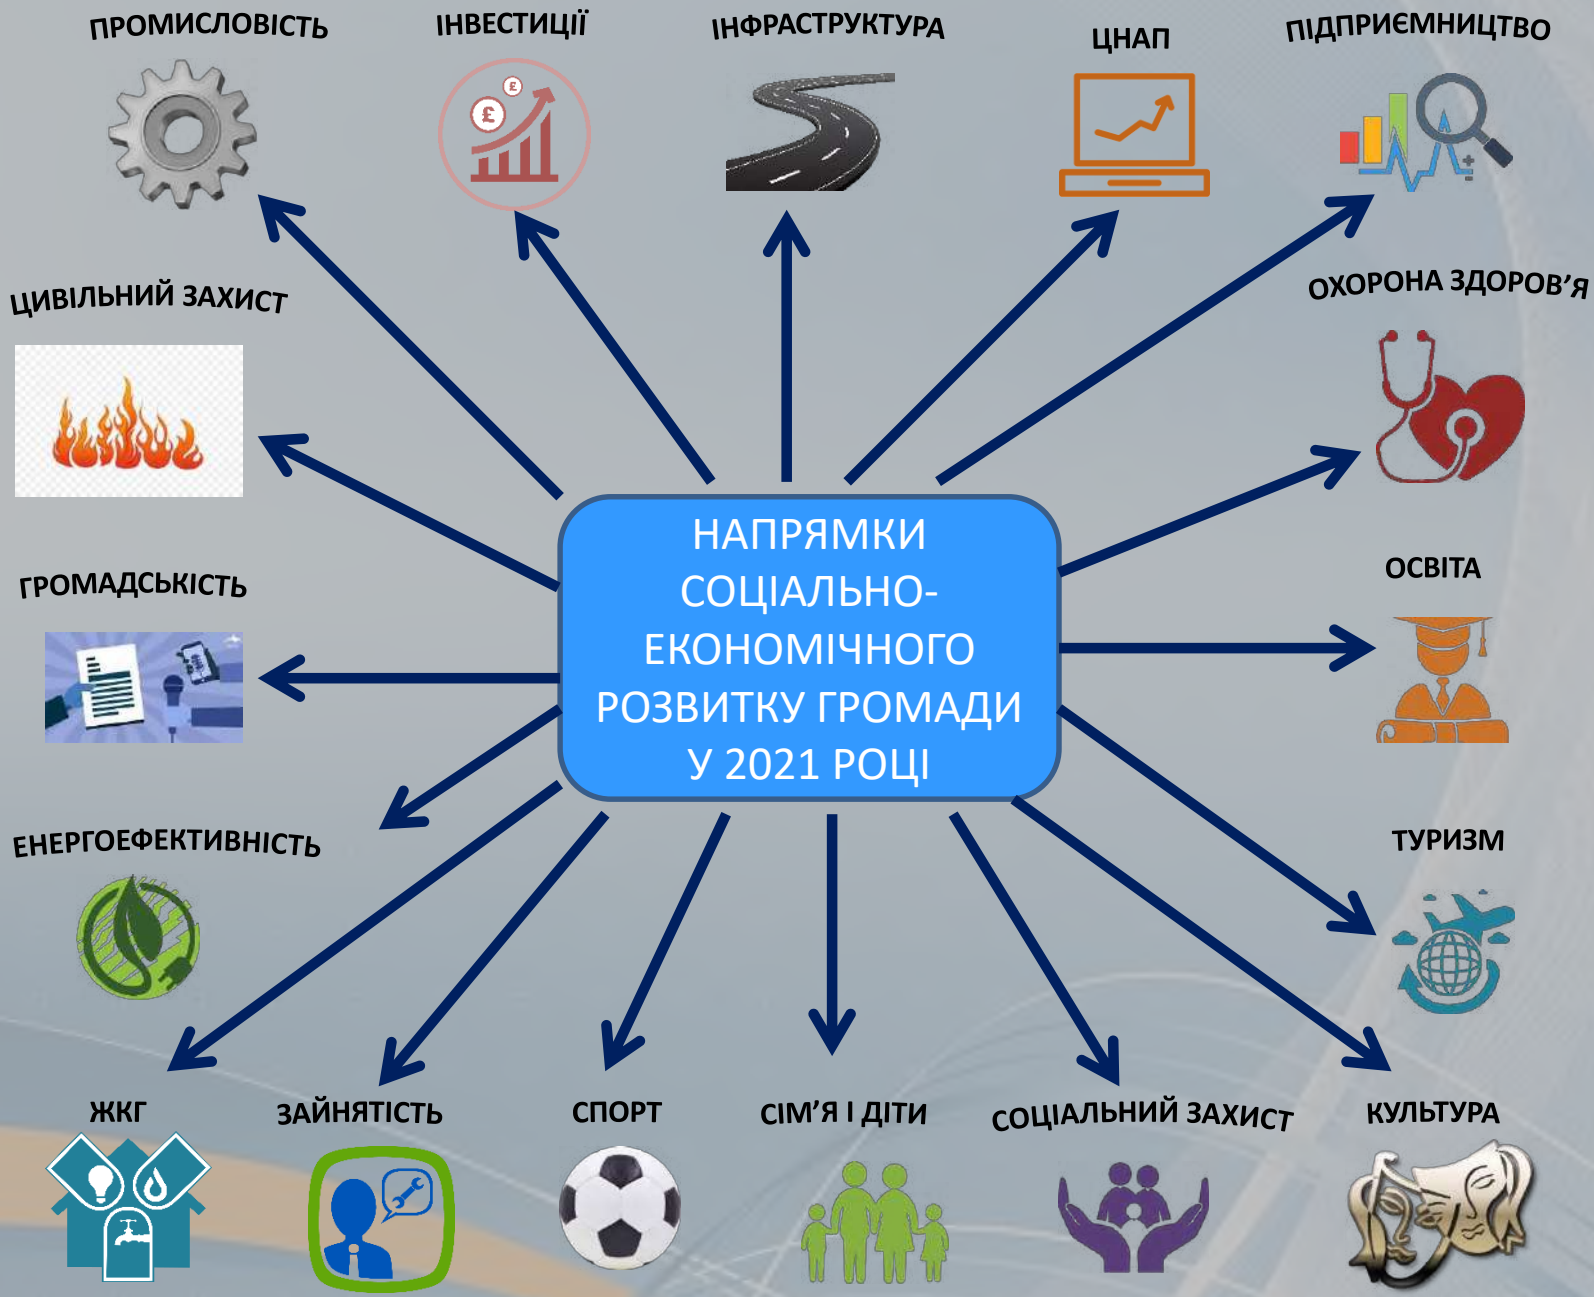 ПРОМИСЛОВІСТЬ
ІНВЕСТИЦІЇ
ІНФРАСТРУКТУРА
ЦНАП
ПІДПРИЄМНИЦТВО
ЦИВІЛЬНИЙ ЗАХИСТ
ОХОРОНА ЗДОРОВ’Я
ГРОМАДСЬКІСТЬ
ОСВІТА
НАПРЯМКИ
СОЦІАЛЬНО-
ЕКОНОМІЧНОГО
РОЗВИТКУ ГРОМАДИ
У 2021 РОЦІ
ЕНЕРГОЕФЕКТИВНІСТЬ
ТУРИЗМ
ЖКГ
ЗАЙНЯТІСТЬ
СПОРТ
СІМ’Я І ДІТИ
СОЦІАЛЬНИЙ ЗАХИСТ
КУЛЬТУРА